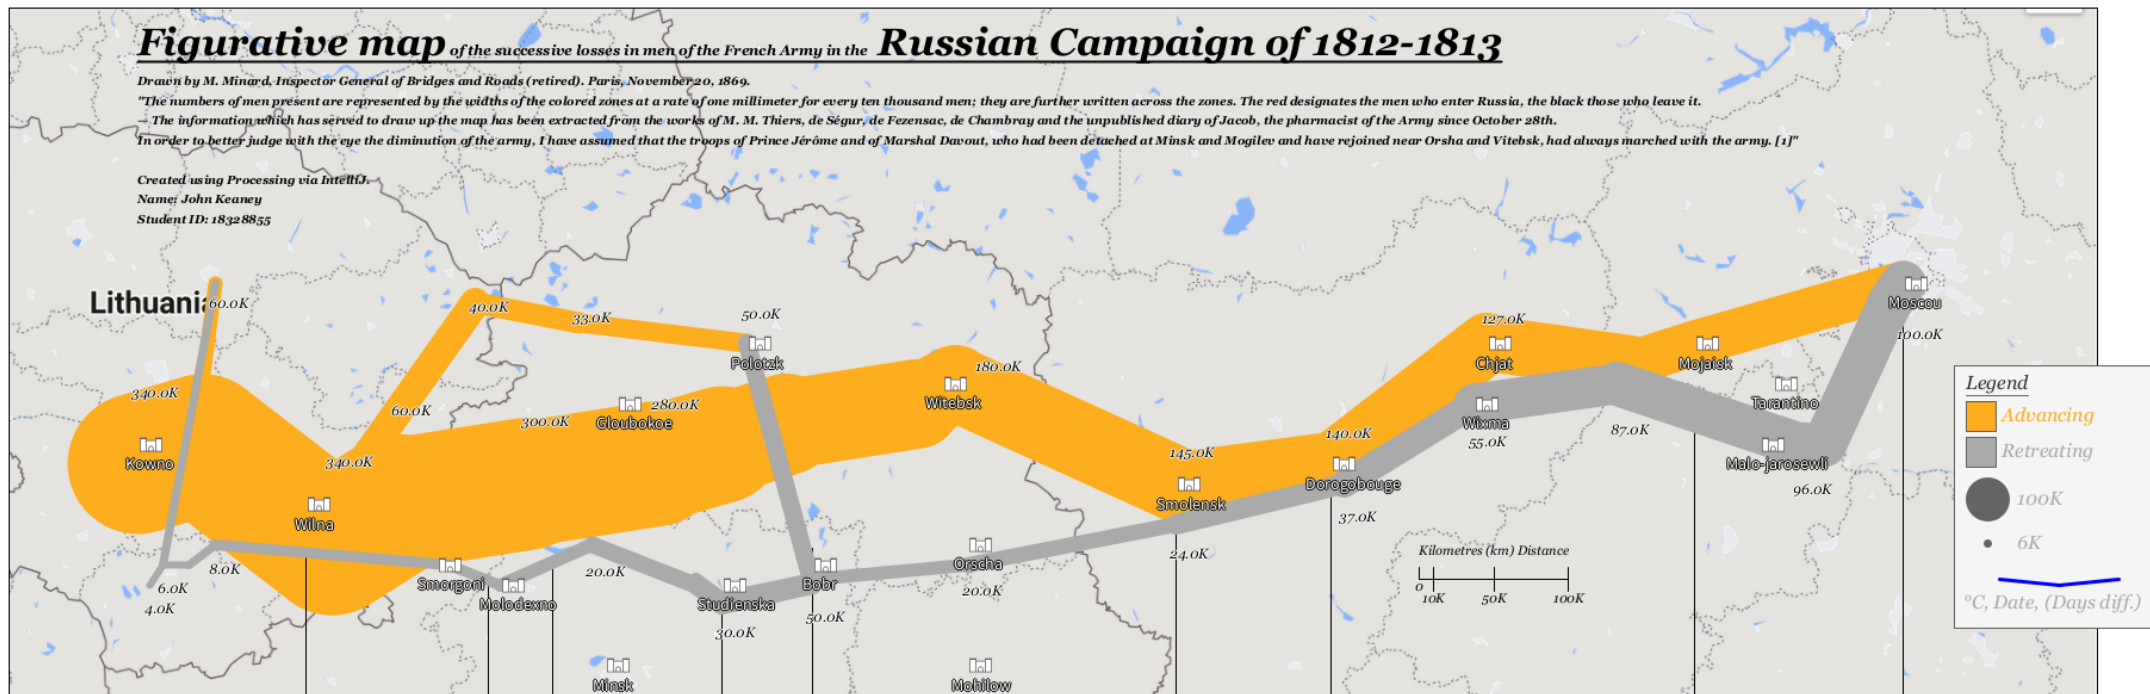 Figurative map of the successive losses in men of the French Army in the Russian Campaign of 1812-1813
Drawn by M. Minard, Inspector General of Bridges and Roads (retired). Paris, November 20, 1869.
"The numbers of men present are represented by the widths of the colored zones at a rate of one millimeter for every ten thousand men; they are further written across the zones. The red designates the men who enter Russia, the black those who leave it.
— The information which has served to draw up the map has been extracted from the works of M. M. Thiers, de Ségur, de Fezensac, de Chambray and the unpublished diary of Jacob, the pharmacist of the Army since October 28th.
In order to better judge with the eye the diminution of the army, I have assumed that the troops of Prince Jérôme and of Marshal Davout, who had been detached at Minsk and Mogilev and have rejoined near Orsha and Vitebsk, had always marched with the army. [1]"
Created using Processing via IntelliJ.
Name: John Keaney
Student ID: 18328855
Lithuania
60.0K
40.0K
33.0K
50.0K
Polotzk
127.0K
Chjat
Mojaisk
Moscou
100.0K
340.0K
Kowno
60.0K
300.0K
Gloubokoe
280.0K
180.0K
Witebsk
Tarantino
Wixma
55.0K
87.0K
340.0K
Wilna
145.0K
Smolensk
140.0K
Dorogobouge
37.0K
Malo-jarosewli
96.0K
Smorgoni
Molodexno
20.0K
Studienska
30.0K
Bobr
50.0K
Orscha
20.0K
24.0K
8.0K
6.0K
4.0K
Minsk
Mohilow
Kilometres (km) Distance
0 10K 50K 100K
Legend
Advancing
Retreating
100K
6K
°C, Date, (Days diff.)